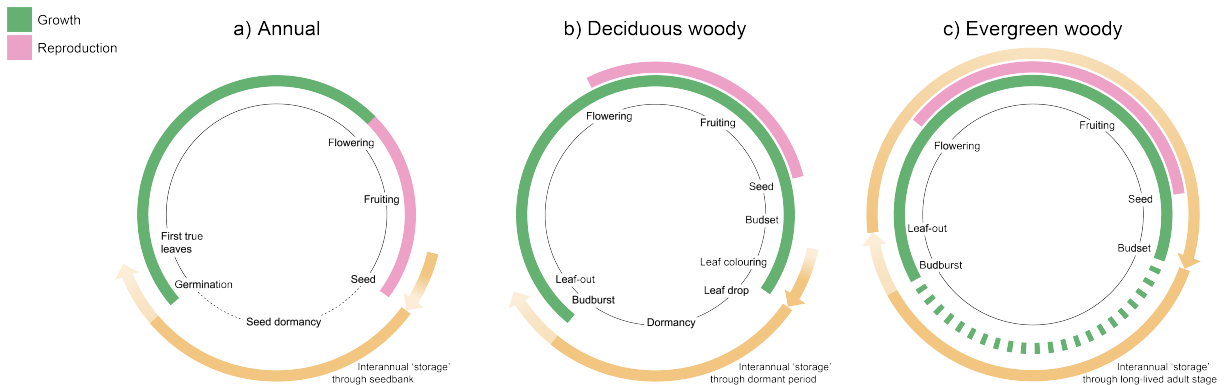 Growth
Reproduction
a) Annual
Flowering
Fruiting
First true
leaves
Germination
Seed
Seed dormancy
Interannual ‘storage’
through seedbank
b) Deciduous woody
Flowering
Fruiting
Seed
Budset
Leaf colouring
Leaf-out
Leaf drop
Budburst
Dormancy
Interannual ‘storage’
through dormant period
c) Evergreen woody
Fruiting
Flowering
Seed
Leaf-out
Budset
Budburst
Interannual ‘storage’
through long-lived adult stage